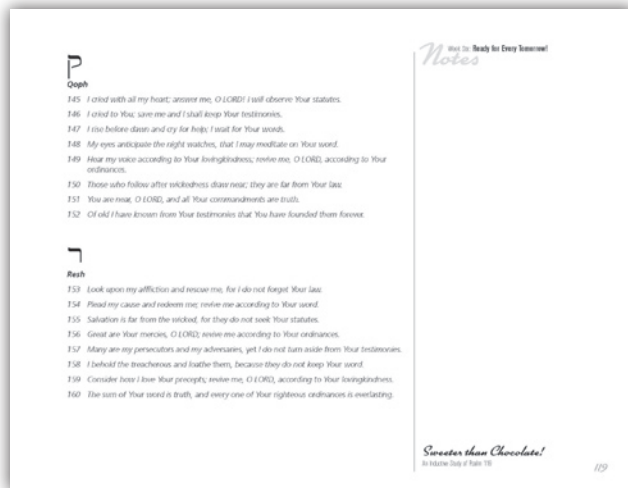 ק
Qoph
145 I cried with all my heart; answer me, O LORD! I will observe Your statutes.
146 I cried to You; save me and I shall keep Your testimonies.
147 I rise before dawn and cry for help; I wait for Your words.
148 My eyes anticipate the night watches, that I may meditate on Your word.
149 Hear my voice according to Your lovingkindness; revive me, O LORD, according to Your
ordinances.
150 Those who follow after wickedness draw near; they are far from Your law.
151 You are near, O LORD, and all Your commandments are truth.
152 Of old I have known from Your testimonies that You have founded them forever.
ר
Resh
153 Look upon my affliction and rescue me, for I do not forget Your law.
154 Plead my cause and redeem me; revive me according to Your word.
155 Salvation is far from the wicked, for they do not seek Your statutes.
156 Great are Your mercies, O LORD; revive me according to Your ordinances.
157 Many are my persecutors and my adversaries, yet I do not turn aside from Your testimonies.
158 I behold the treacherous and loathe them, because they do not keep Your word.
159 Consider how I love Your precepts; revive me, O LORD, according to Your lovingkindness.
160 The sum of Your word is truth, and every one of Your righteous ordinances is everlasting.
Week Six: Ready for Every Tomorrow!
Notes
Sweeter than Chocolate!
An Inductive Study of Psalm 119
119